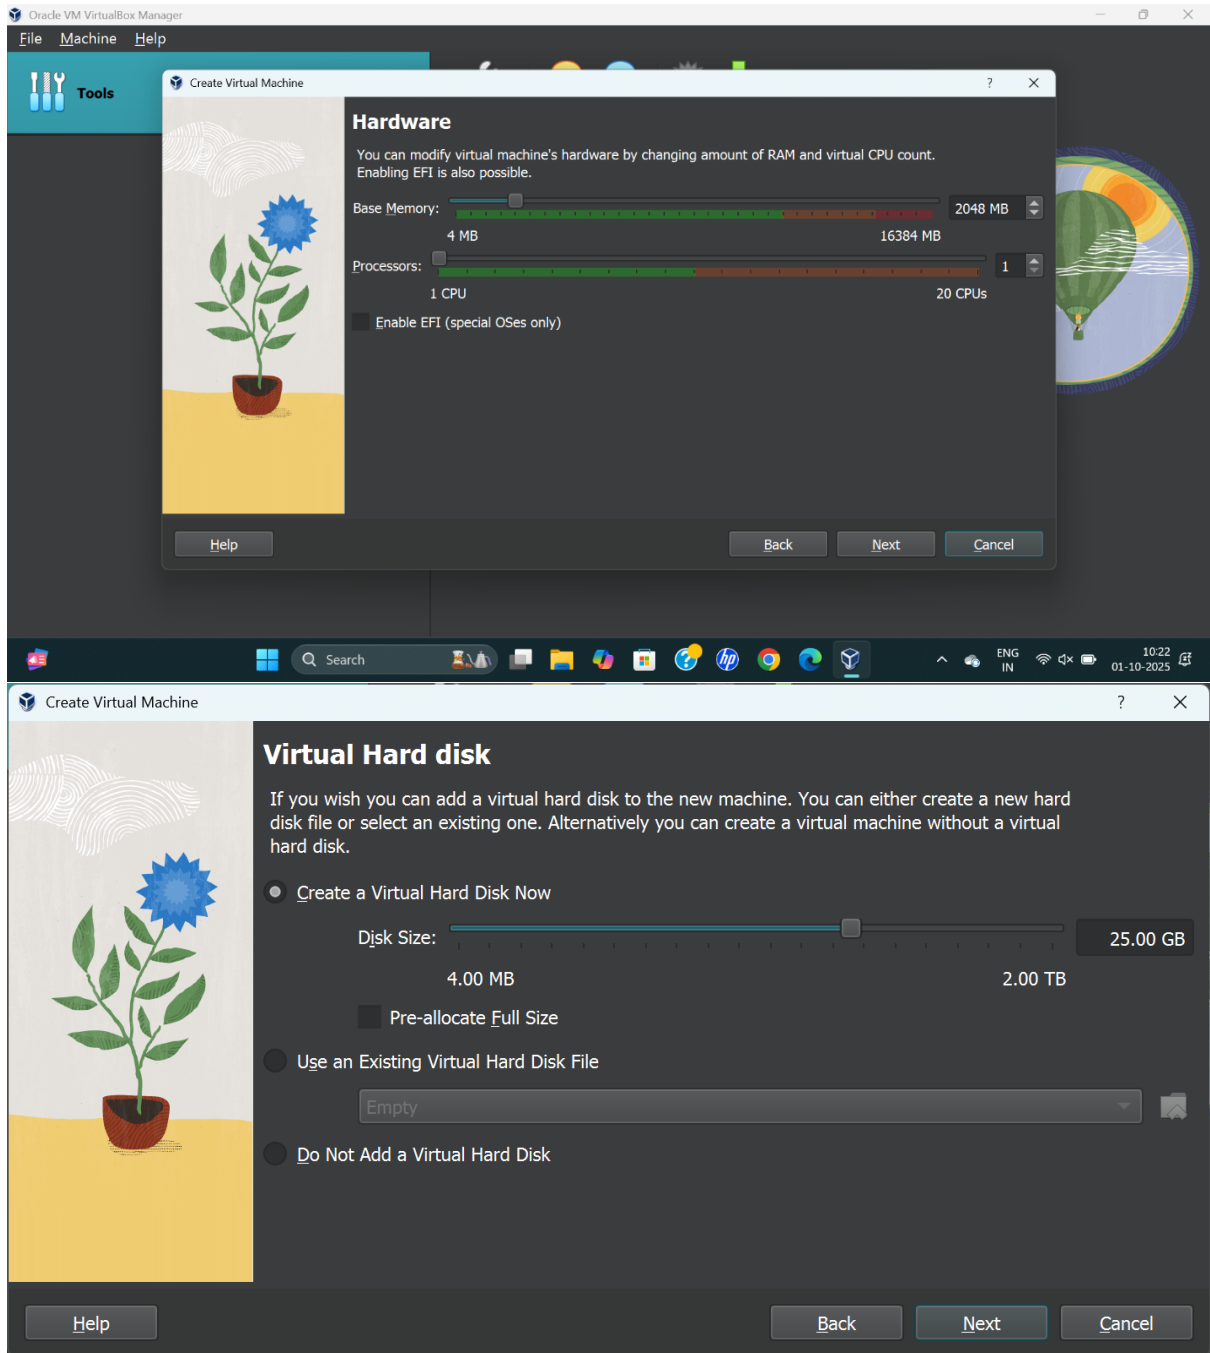 Oracle VM VirtualBox Manager
File Machine Help
Tools
Create Virtual Machine
Hardware
You can modify virtual machine's hardware by changing amount of RAM and virtual CPU count.
Enabling EFI is also possible.
Base Memory: 2048 MB
4 MB 16384 MB
Processors: 1
1 CPU 20 CPUs
Enable EFI (special OSes only)
Help Back Next Cancel
Search
ENG
IN
10:22
01-10-2025
Create Virtual Machine
Virtual Hard disk
If you wish you can add a virtual hard disk to the new machine. You can either create a new hard
disk file or select an existing one. Alternatively you can create a virtual machine without a virtual
hard disk.
Create a Virtual Hard Disk Now
Disk Size: 25.00 GB
4.00 MB 2.00 TB
Pre-allocate Full Size
Use an Existing Virtual Hard Disk File
Empty
Do Not Add a Virtual Hard Disk
Help Back Next Cancel